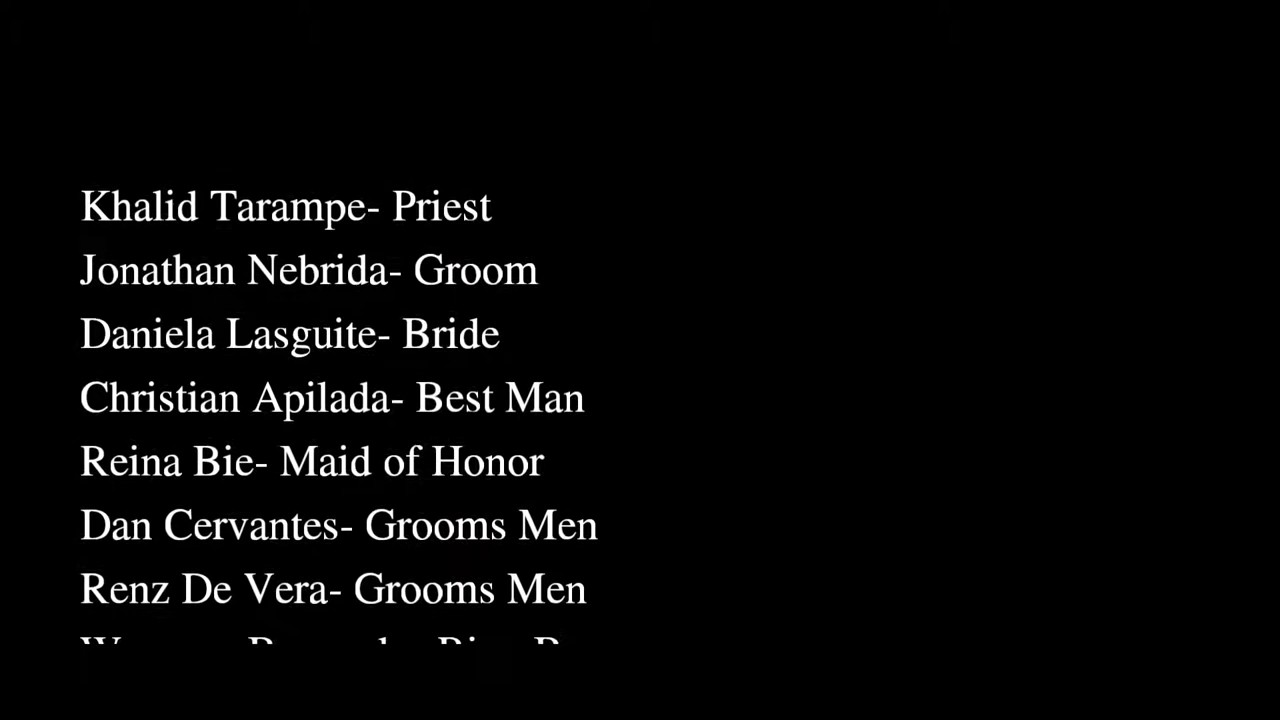 Khalid Tarampe- Priest
Jonathan Nebrida- Groom
Daniela Lasguite- Bride
Christian Apilada- Best Man
Reina Bie- Maid of Honor
Dan Cervantes- Grooms Men
Renz De Vera- Grooms Men